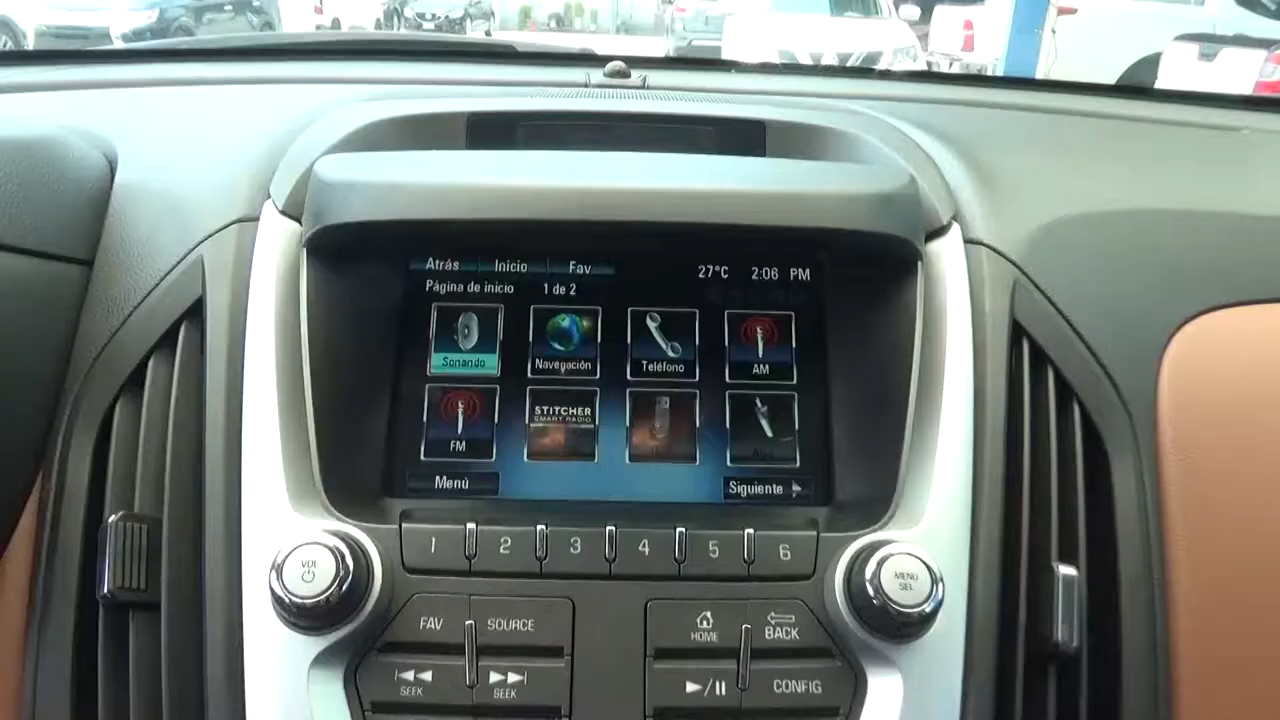 Atrás Inicio Fav 27°C 2:06 PM
Página de inicio 1 de 2
Sonando Navegación Teléfono AM
FM STITCHER
SMART RADIO
Menú Siguiente
1 2 3 4 5 6
VOL
MENU
SEL
FAV SOURCE HOME BACK
SEEK SEEK CONFIG